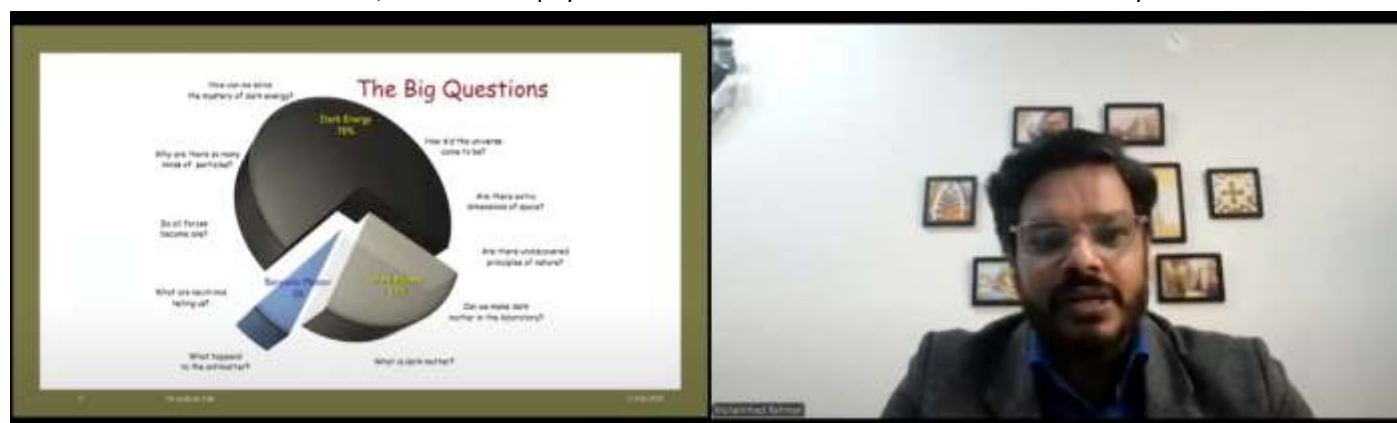 The Big Questions
How can we solve
the mystery of dark energy?
Dark Energy
How did the universe
come to be?
Why are there so many
kinds of particles?
Are there extra
dimensions of space?
Do all forces
become one?
Are there undiscovered
principles of nature?
What are neutrinos
telling us?
Can we make dark
matter in the laboratory?
What happend
to the antimatter?
What is dark matter?
Mohammad Rahman